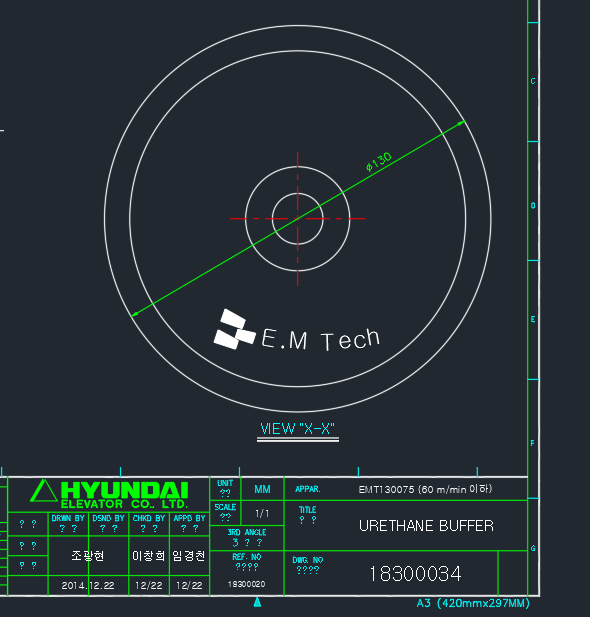 C
D
E
F
G
ø130
E.M Tech
VIEW "X-X"
HYUNDAI
ELEVATOR CO., LTD.
UNIT
??
MM
APPAR.
EMT130075 (60 m/min 이하)
SCALE
??
1/1
TITLE
? ?
URETHANE BUFFER
? ?
DRWN BY
? ?
DSND BY
? ?
CHKD BY
? ?
APPD BY
? ?
3RD ANGLE
3 ? ?
? ?
? ?
조광현
이창희
임경천
REF. NO
????
18300020
DWG. NO
????
18300034
2014.12.22
12/22
12/22
A3 (420mmx297MM)